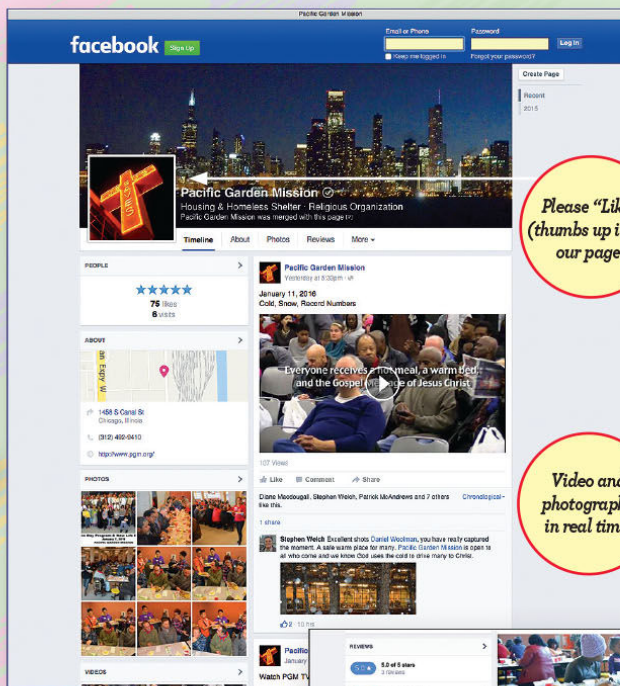 Pacific Garden Mission
facebook
Sign Up
Email or Phone
Password
Log In
Keep me logged in
Forgot your password?
Create Page
Recent
2015
JESUS
Pacific Garden Mission
Housing & Homeless Shelter · Religious Organization
Pacific Garden Mission was merged with this page
Timeline
About
Photos
Reviews
More
PEOPLE
75 likes
6 visits
ABOUT
an Expy W
1458 S Canal St
Chicago, Illinois
(312) 492-9410
http://www.pgm.org/
PHOTOS
VIDEOS
Pacific Garden Mission
Yesterday at
January 11, 2016
Cold, Snow, Record Numbers
Everyone receives a hot meal, a warm bed,
and the Gospel Message of Jesus Christ
107 Views
Like
Comment
Share
Diane Macdougall, Stephen Welch, Patrick McAndrews and 7 others
like this.
Chronological
1 share
Stephen Welch Excellent shots Daniel Woolman, you have really captured
the moment. A safe warm place for many. Pacific Garden Mission is open to
all who come and we know God uses the cold to drive many to Christ.
2 ·
Pacific
January
Watch PGM TV
REVIEWS
5.0
5.0 of 5 stars
Please "Lik
(thumbs up i
our page
Video and
photograph
in real tim